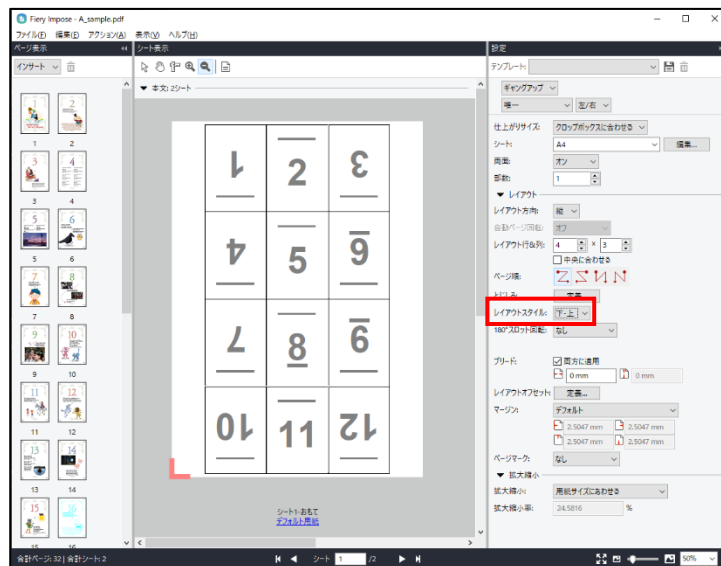 Fiery Impose - A_sample.pdf
ファイル(F) 編集(E) アクション(A) 表示(V) ヘルプ(H)
ページ表示
シート表示
設定
インサート
テンプレート:
本文: 2シート
ギャングアップ
唯一 左/右
仕上がりサイズ: クロップボックスに合わせる
シート: A4 編集...
両面: オン
部数: 1
レイアウト
レイアウト方向: 縦
自動ページ回転: オフ
レイアウト行&列: 4 × 3
中央に合わせる
ページ順:
とじしろ: 定義...
レイアウトスタイル: 下-上
180°スロット回転: なし
ブリード: 両方に適用
0 mm 0 mm
レイアウトオフセット: 定義...
マージン: デフォルト
2.5047 mm 2.5047 mm
2.5047 mm 2.5047 mm
ページマーク: なし
拡大縮小
拡大縮小: 用紙サイズにあわせる
拡大縮小率: 24.5816 %
1 2
3 4
5 6
7 8
9 10
11 12
13 14
15 16
1 2 3
4 5 6
7 8 9
10 11 12
シート1-おもて
デフォルト用紙
合計ページ: 32 | 合計シート: 2
シート 1 /2
50%